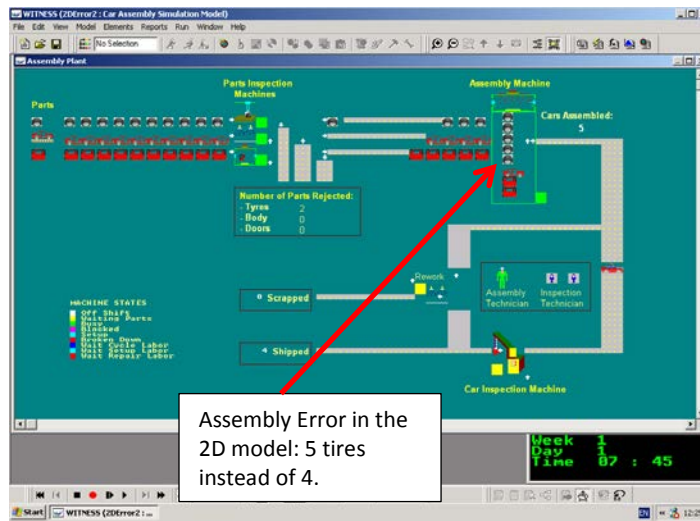 WITNESS (2DError2 : Car Assembly Simulation Model)
File Edit View Model Elements Reports Run Window Help
No Selection
Assembly Plant
Parts Inspection
Machines
Assembly Machine
Parts
Cars Assembled:
5
Number of Parts Rejected:
- Tyres 2
- Body 0
- Doors 0
Rework
0 Scrapped
Assembly
Technician
Inspection
Technician
MACHINE STATES
Off Shift
Waiting Parts
Busy
Blocked
Setup
Broken Down
Wait Cycle Labor
Wait Setup Labor
Wait Repair Labor
4 Shipped
Car Inspection Machine
Assembly Error in the
2D model: 5 tires
instead of 4.
Week 1
Day 1
Time 07 : 45
Start WITNESS (2DError2 : ...
EN